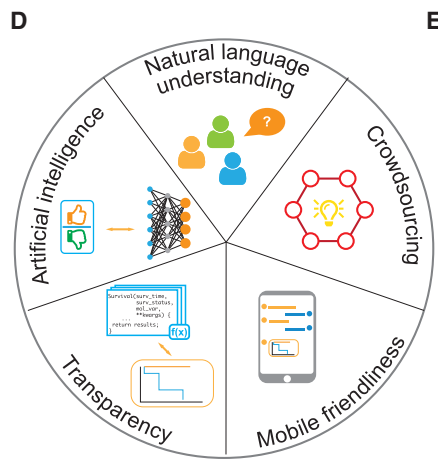 D
E
Natural language
understanding
?
Crowdsourcing
Artificial intelligence
Survival(surv_time,
surv_status,
mol_var,
**kwargs) {
...
return results;
}
f(x)
Transparency
Mobile friendliness